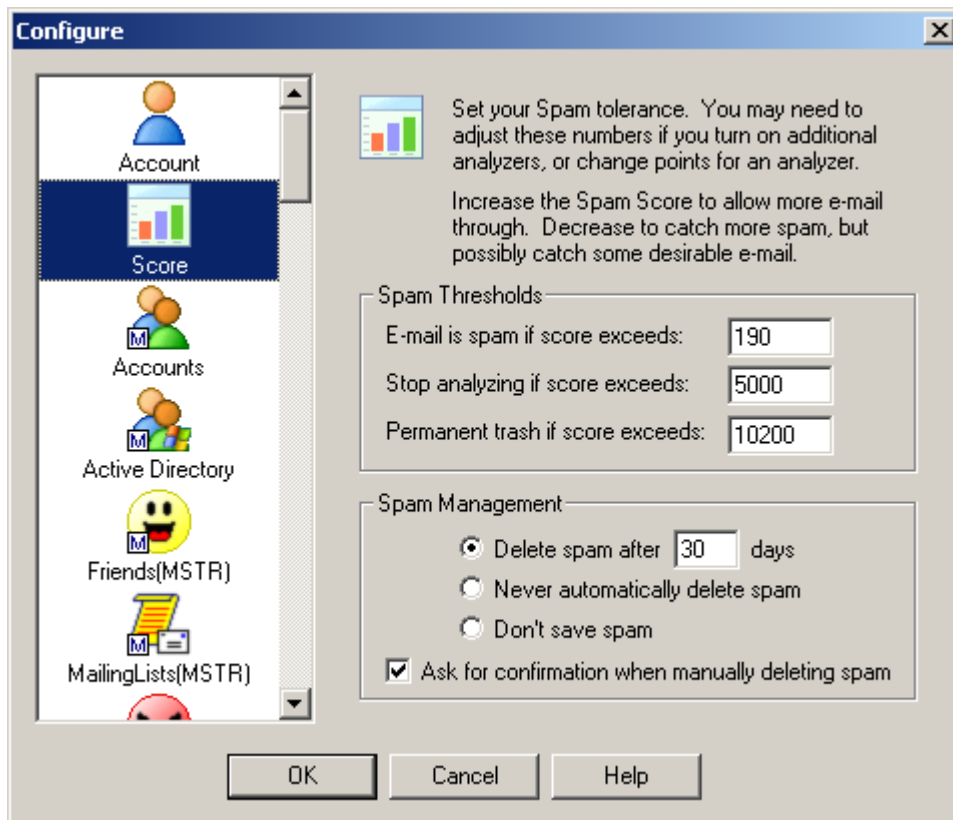 Configure
Account
Score
M
Accounts
M
Active Directory
M
Friends(MSTR)
M
MailingLists(MSTR)
Set your Spam tolerance. You may need to
adjust these numbers if you turn on additional
analyzers, or change points for an analyzer.
Increase the Spam Score to allow more e-mail
through. Decrease to catch more spam, but
possibly catch some desirable e-mail.
Spam Thresholds
E-mail is spam if score exceeds: 190
Stop analyzing if score exceeds: 5000
Permanent trash if score exceeds: 10200
Spam Management
Delete spam after 30 days
Never automatically delete spam
Don't save spam
Ask for confirmation when manually deleting spam
OK Cancel Help